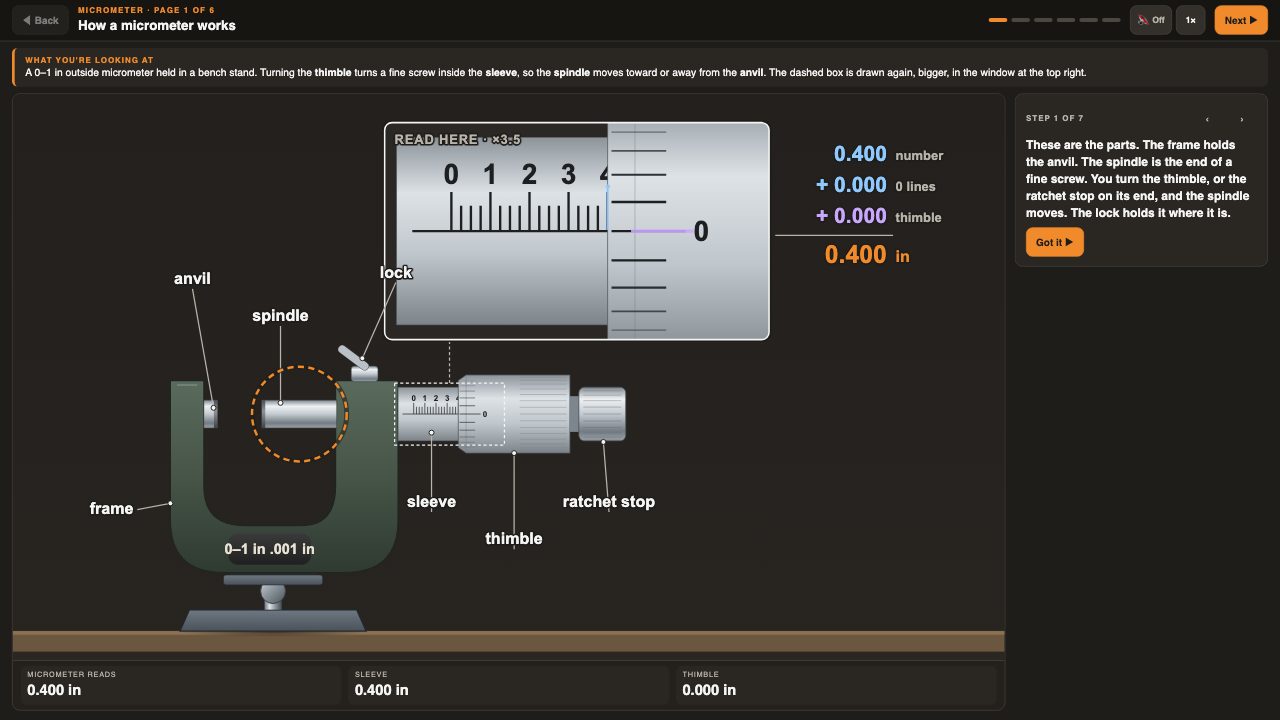 Back
MICROMETER · PAGE 1 OF 6
How a micrometer works
Off
1×
Next
WHAT YOU'RE LOOKING AT
A 0–1 in outside micrometer held in a bench stand. Turning the thimble turns a fine screw inside the sleeve, so the spindle moves toward or away from the anvil. The dashed box is drawn again, bigger, in the window at the top right.
READ HERE · ×3.5
0 1 2 3 4
0
0.400 number
+ 0.000 0 lines
+ 0.000 thimble
0.400 in
STEP 1 OF 7
These are the parts. The frame holds
the anvil. The spindle is the end of a
fine screw. You turn the thimble, or the
ratchet stop on its end, and the spindle
moves. The lock holds it where it is.
Got it
lock
anvil
spindle
0 1 2 3 4
0
sleeve
ratchet stop
frame
thimble
0–1 in .001 in
MICROMETER READS
0.400 in
SLEEVE
0.400 in
THIMBLE
0.000 in